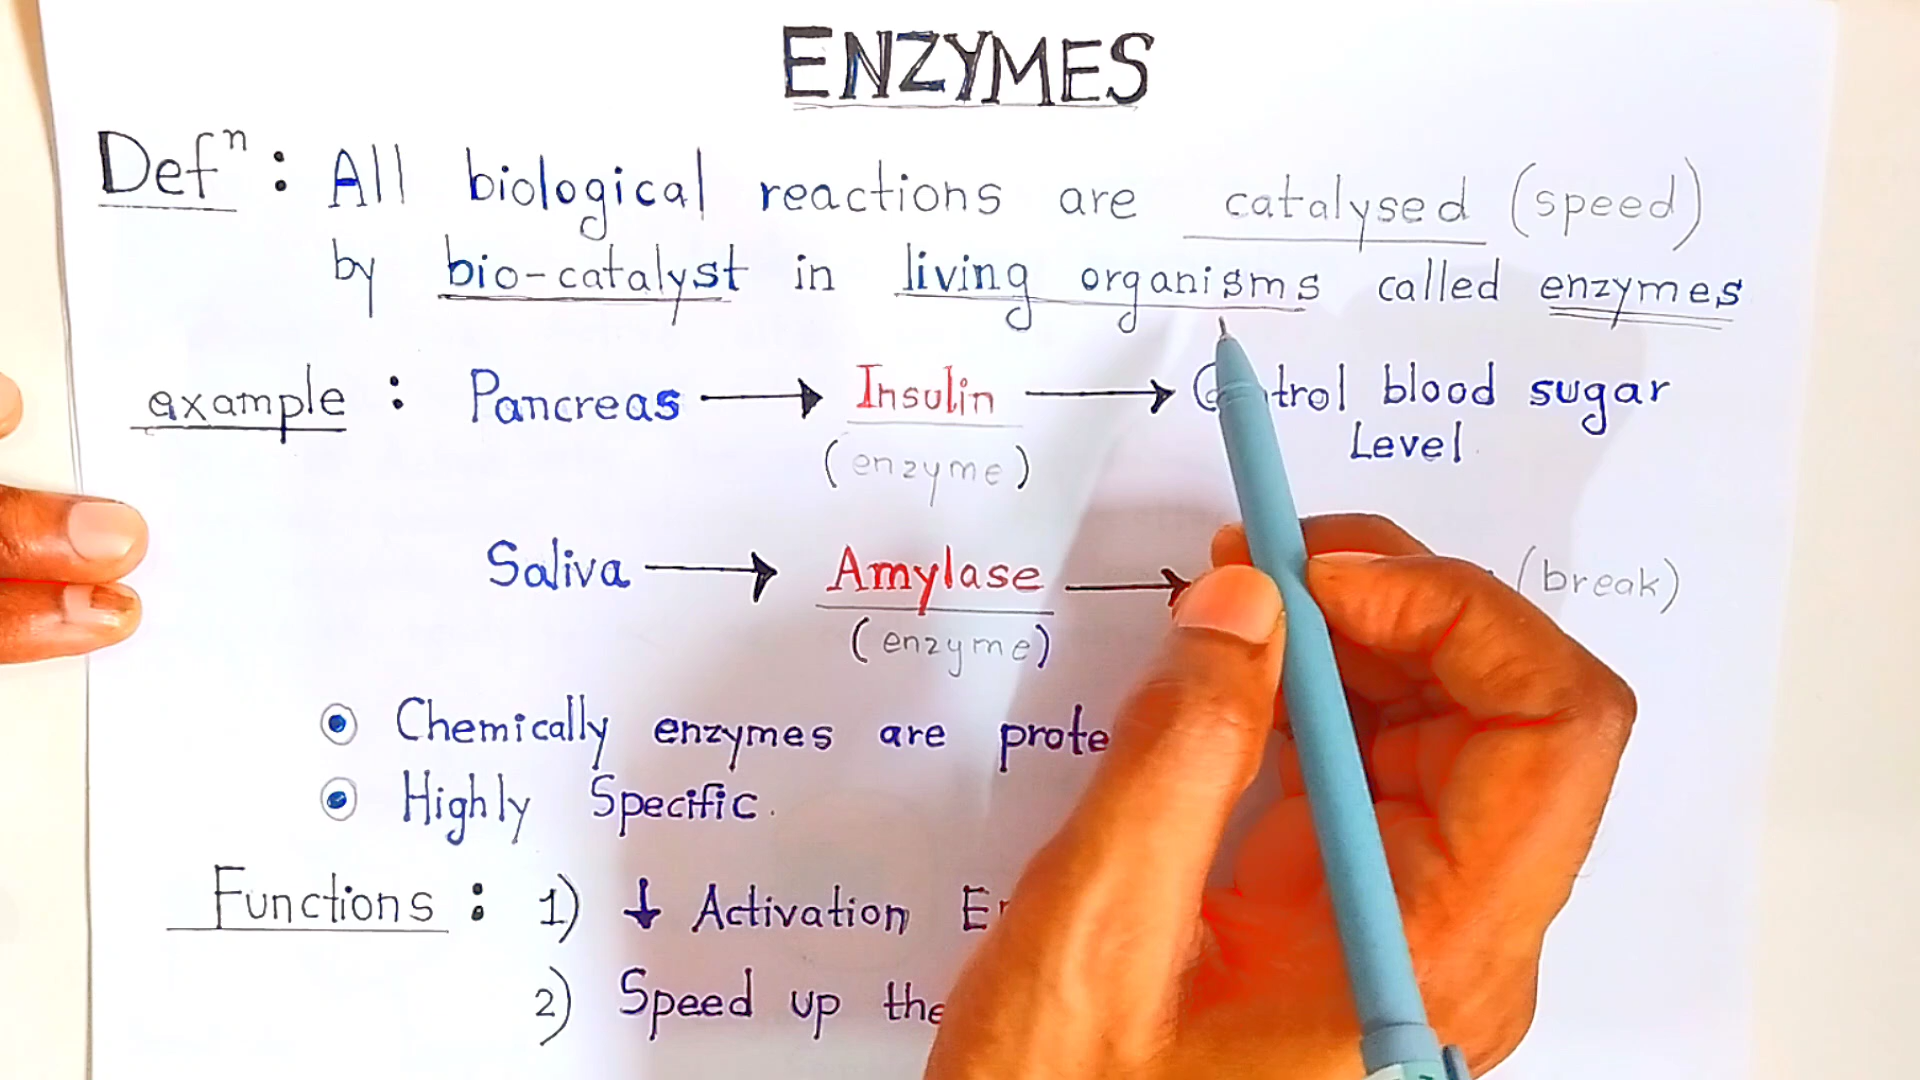 ENZYMES
Defⁿ : All biological reactions are catalysed (speed)
by bio-catalyst in living organisms called enzymes
example : Pancreas → Insulin → Control blood sugar
Level
(enzyme)
Saliva → Amylase → (break)
(enzyme)
Chemically enzymes are prote
Highly Specific.
Functions : 1) ↓ Activation
2) Speed up the